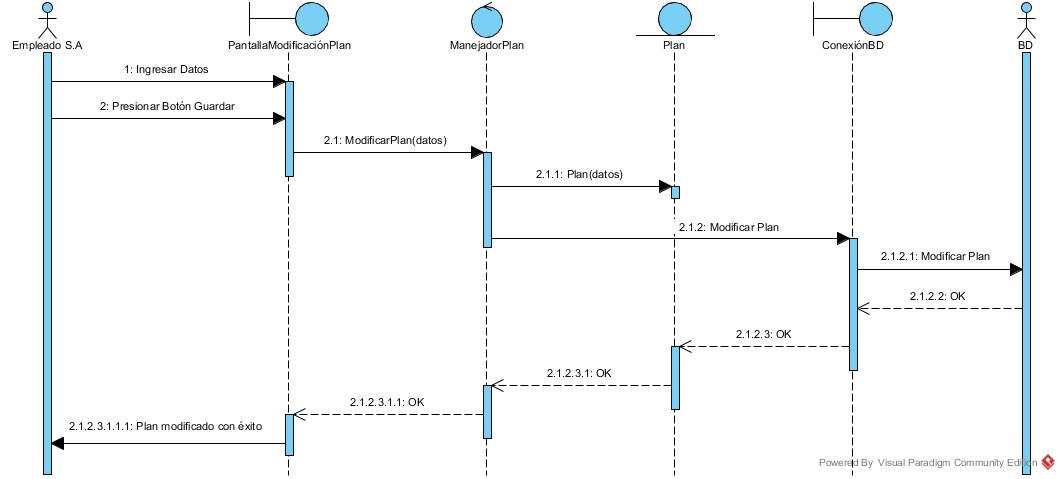 Empleado S.A
PantallaModificaciónPlan
ManejadorPlan
Plan
ConexiónBD
BD
1: Ingresar Datos
2: Presionar Botón Guardar
2.1: ModificarPlan(datos)
2.1.1: Plan(datos)
2.1.2: Modificar Plan
2.1.2.1: Modificar Plan
2.1.2.2: OK
2.1.2.3: OK
2.1.2.3.1: OK
2.1.2.3.1.1: OK
2.1.2.3.1.1.1: Plan modificado con éxito
Powered By Visual Paradigm Community Edition